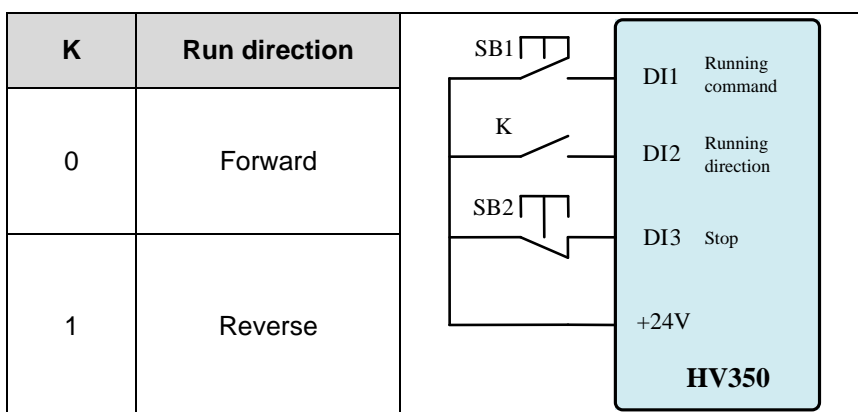 K Run direction
0 Forward
1 Reverse
SB1
DI1 Running
command
K
DI2 Running
direction
SB2
DI3 Stop
+24V
HV350